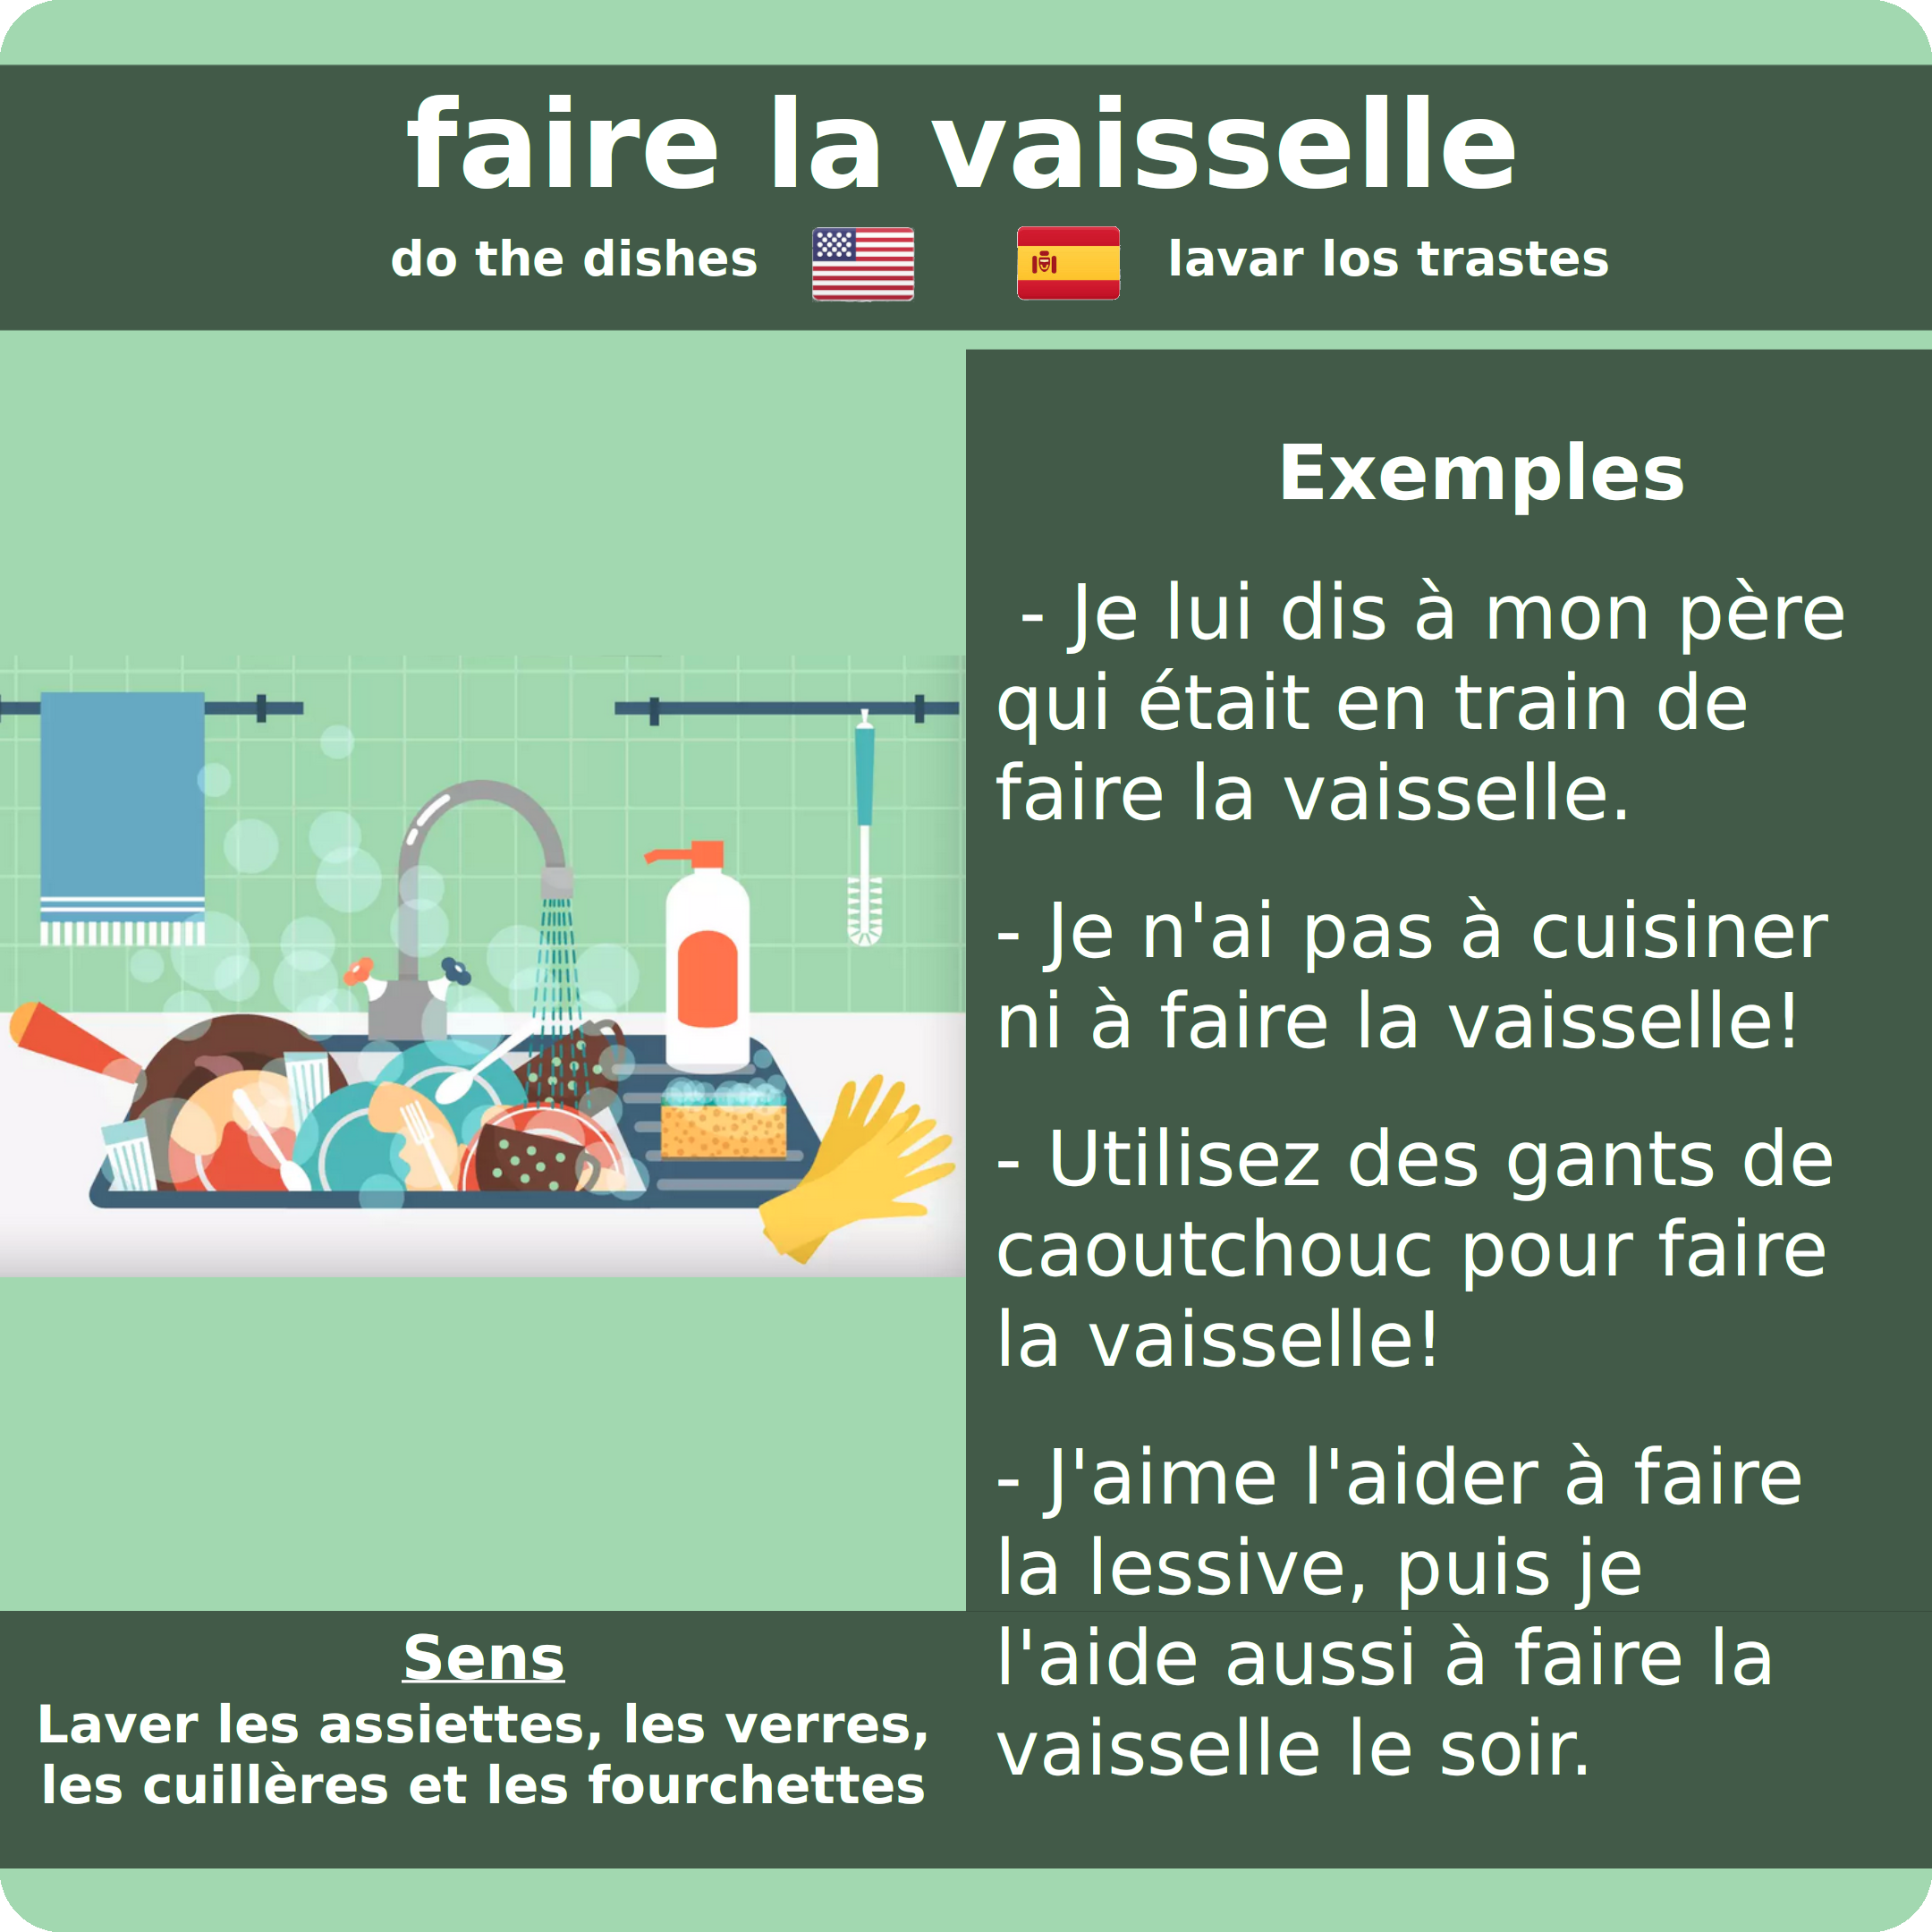 faire la vaisselle
do the dishes
lavar los trastes
Exemples
- Je lui dis à mon père
qui était en train de
faire la vaisselle.
- Je n'ai pas à cuisiner
ni à faire la vaisselle!
- Utilisez des gants de
caoutchouc pour faire
la vaisselle!
- J'aime l'aider à faire
la lessive, puis je
l'aide aussi à faire la
vaisselle le soir.
Sens
Laver les assiettes, les verres,
les cuillères et les fourchettes